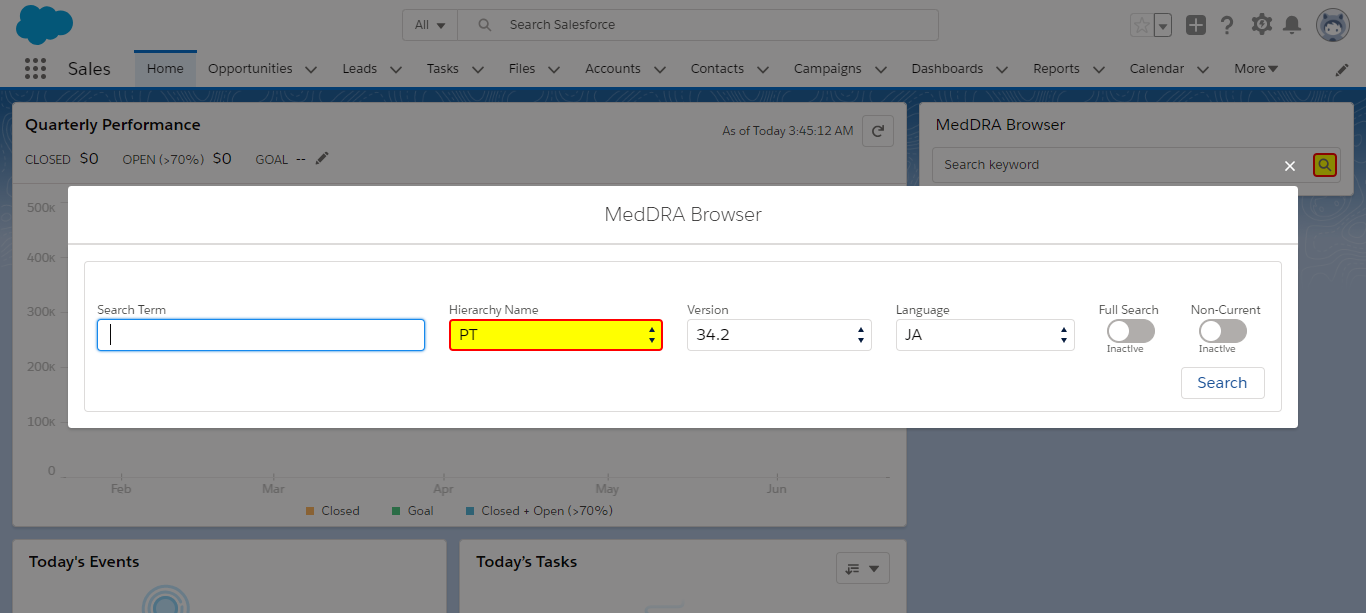 All
Search Salesforce
Sales
Home
Opportunities
Leads
Tasks
Files
Accounts
Contacts
Campaigns
Dashboards
Reports
Calendar
More
Quarterly Performance
As of Today 3:45:12 AM
CLOSED $0 OPEN (>70%) $0 GOAL --
MedDRA Browser
Search keyword
500K
400K
300K
200K
100K
0
Feb
Mar
Apr
May
Jun
Closed
Goal
Closed + Open (>70%)
MedDRA Browser
Search Term
Hierarchy Name
PT
Version
34.2
Language
JA
Full Search
Inactive
Non-Current
Inactive
Search
Today's Events
Today's Tasks